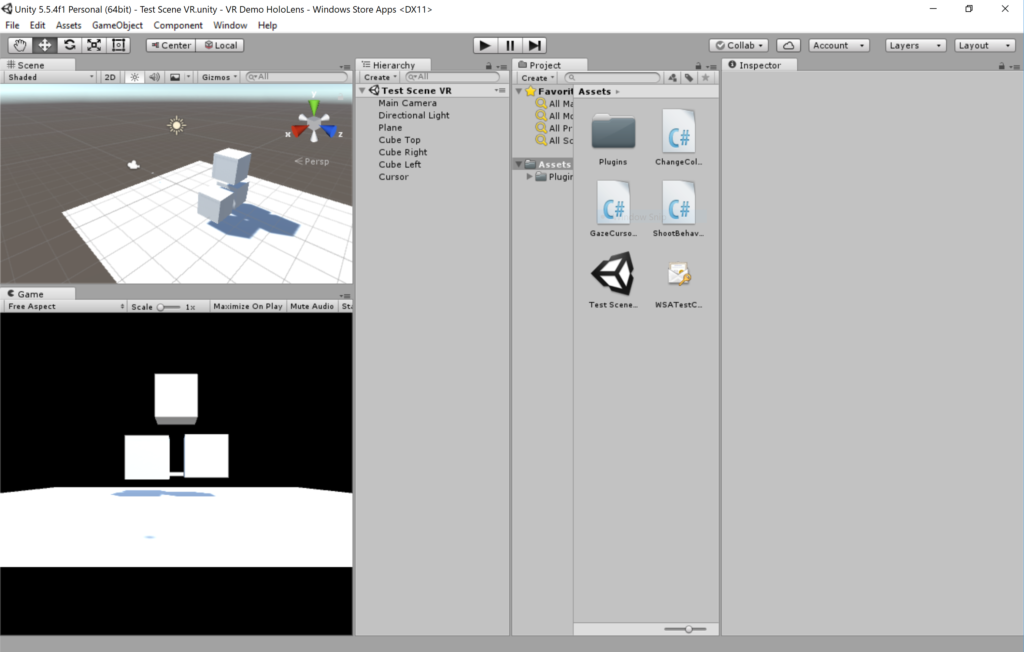 Unity 5.5.4f1 Personal (64bit) - Test Scene VR.unity - VR Demo HoloLens - Windows Store Apps <DX11>
File Edit Assets GameObject Component Window Help
Center Local Collab Account Layers Layout
Scene
Shaded 2D Gizmos All
y
x z
Persp
Game
Free Aspect Scale 1x Maximize On Play Mute Audio Sta
Hierarchy
Create All
Test Scene VR
Main Camera
Directional Light
Plane
Cube Top
Cube Right
Cube Left
Cursor
Project
Create
Favorit
All Ma
All Mo
All Pr
All Sc
Assets
Plugin
Assets
Plugins ChangeCol...
C#
C# C#
GazeCurso... ShootBehav...
Test Scene... WSATestC...
Inspector